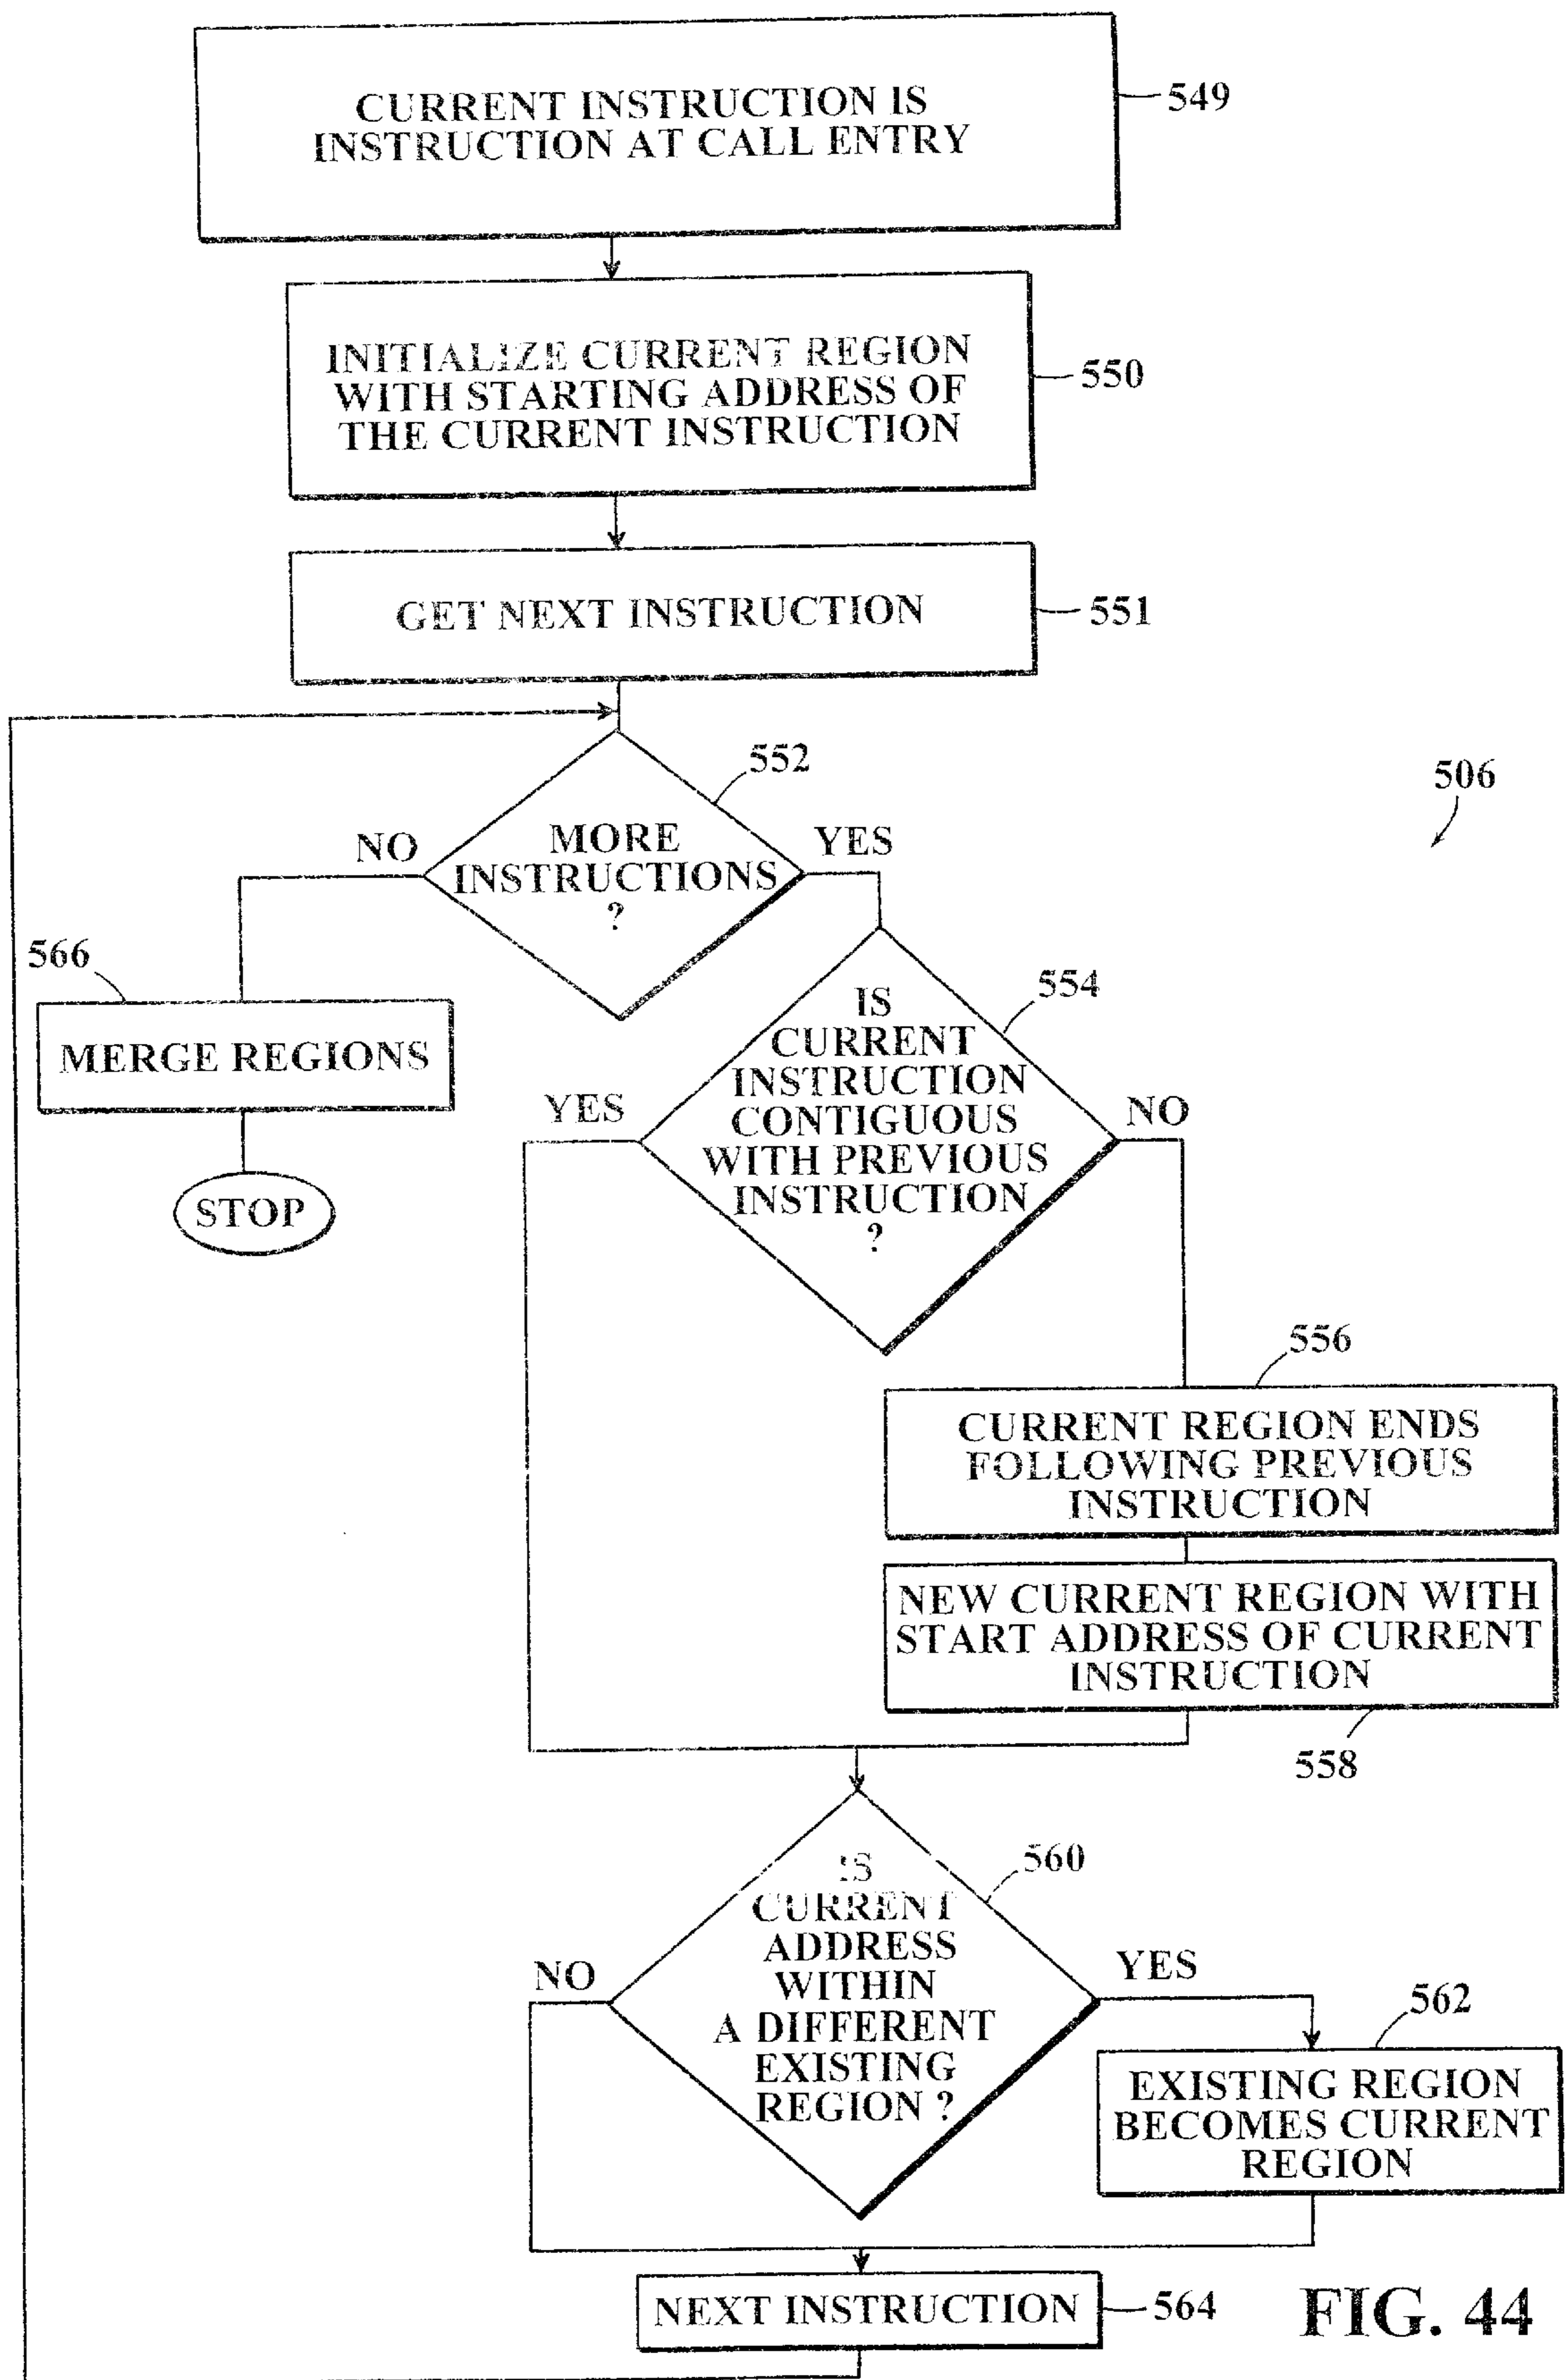 CURRENT INSTRUCTION IS
INSTRUCTION AT CALL ENTRY
549
INITIALIZE CURRENT REGION
WITH STARTING ADDRESS OF
THE CURRENT INSTRUCTION
550
GET NEXT INSTRUCTION
551
552
506
NO
MORE
INSTRUCTIONS
?
YES
566
MERGE REGIONS
STOP
554
IS
CURRENT
INSTRUCTION
CONTIGUOUS
WITH PREVIOUS
INSTRUCTION
?
YES
NO
556
CURRENT REGION ENDS
FOLLOWING PREVIOUS
INSTRUCTION
NEW CURRENT REGION WITH
START ADDRESS OF CURRENT
INSTRUCTION
558
560
IS
CURRENT
ADDRESS
WITHIN
A DIFFERENT
EXISTING
REGION ?
NO
YES
562
EXISTING REGION
BECOMES CURRENT
REGION
NEXT INSTRUCTION
564
FIG. 44